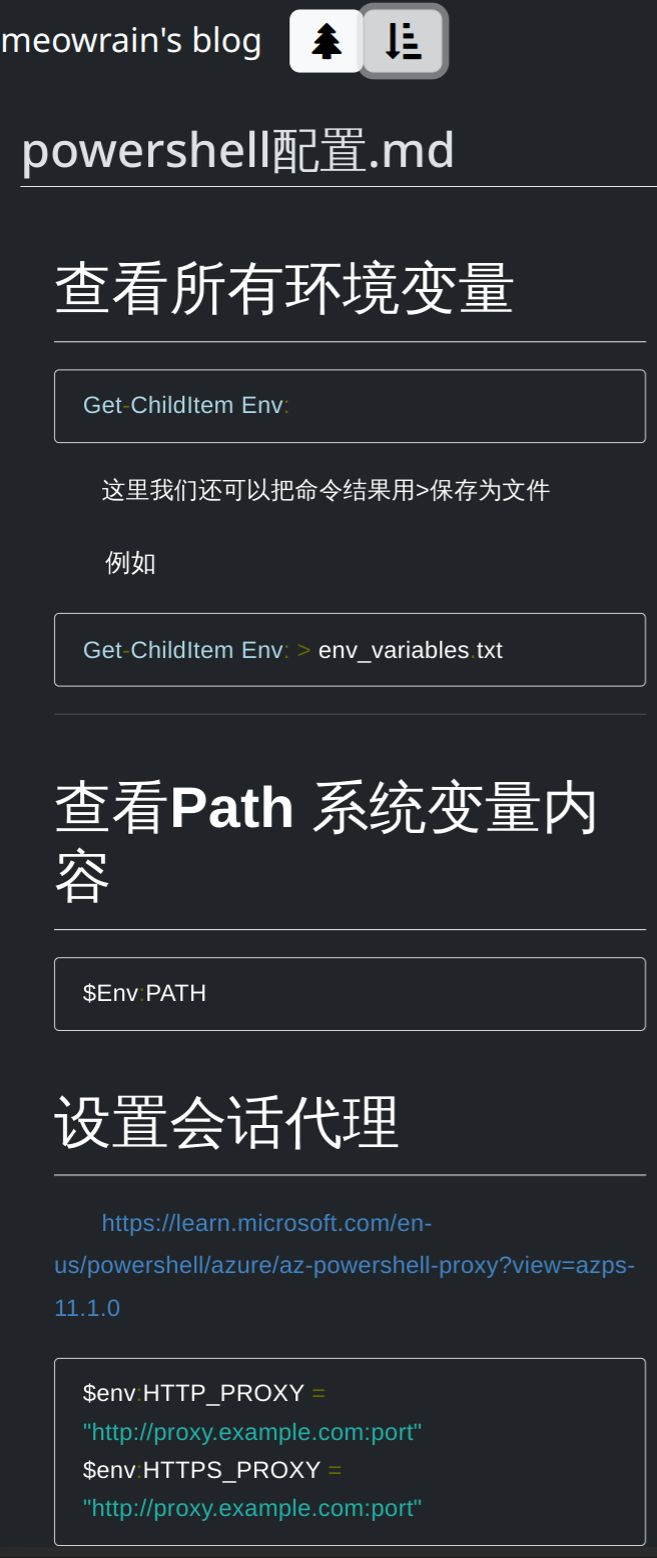 meowrain's blog
powershell配置.md
查看所有环境变量
Get-ChildItem Env:
这里我们还可以把命令结果用>保存为文件
例如
Get-ChildItem Env: > env_variables.txt
查看Path 系统变量内
容
$Env:PATH
设置会话代理
https://learn.microsoft.com/en-
us/powershell/azure/az-powershell-proxy?view=azps-
11.1.0
$env:HTTP_PROXY =
"http://proxy.example.com:port"
$env:HTTPS_PROXY =
"http://proxy.example.com:port"